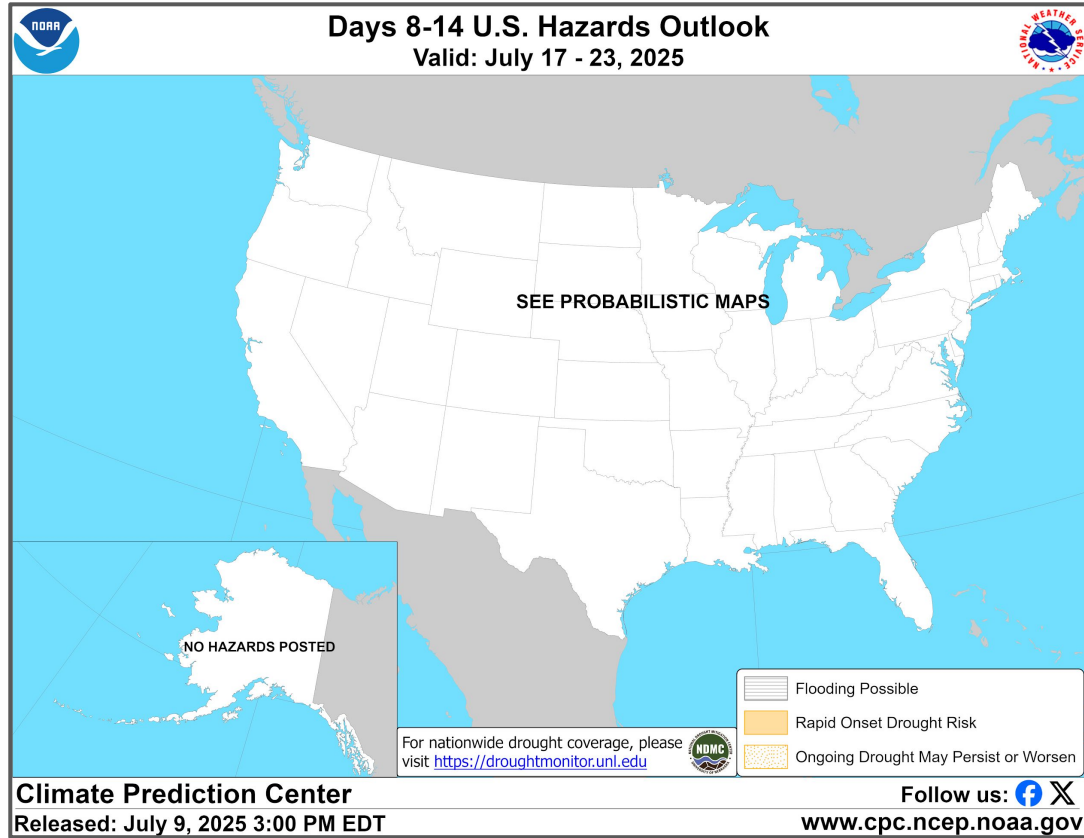 NOAA
Days 8-14 U.S. Hazards Outlook
Valid: July 17 - 23, 2025
NATIONAL WEATHER SERVICE
SEE PROBABILISTIC MAPS
NO HAZARDS POSTED
For nationwide drought coverage, please
visit https://droughtmonitor.unl.edu
NDMC
Flooding Possible
Rapid Onset Drought Risk
Ongoing Drought May Persist or Worsen
Climate Prediction Center
Follow us:
Released: July 9, 2025 3:00 PM EDT
www.cpc.ncep.noaa.gov